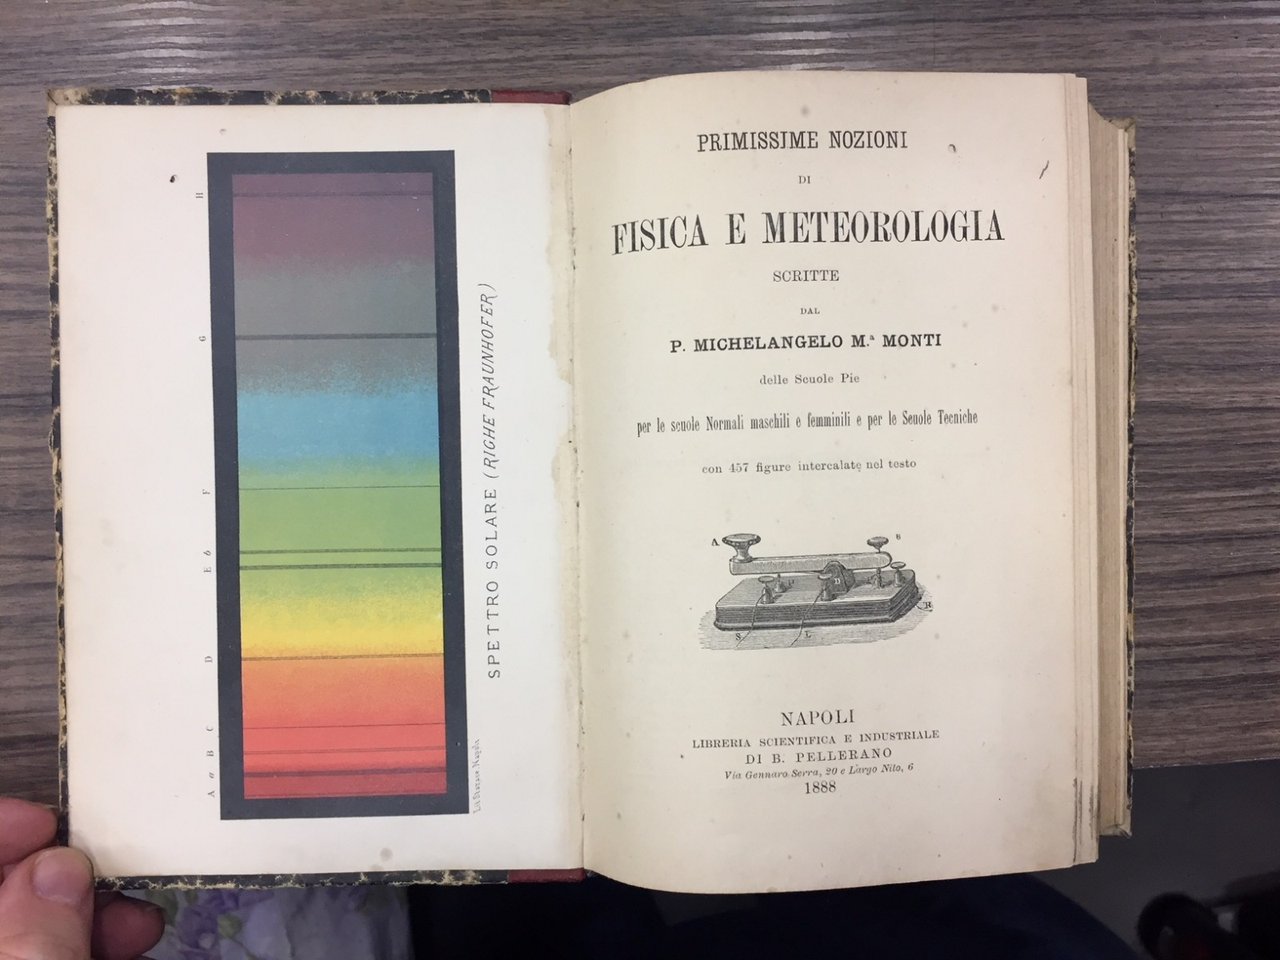 H
G
F
E b
D
A a B C
SPETTRO SOLARE (RIGHE FRAUNHOFER)
Napoli
PRIMISSIME NOZIONI
DI
FISICA E METEOROLOGIA
SCRITTE
DAL
P. MICHELANGELO M.ª MONTI
delle Scuole Pie
per le scuole Normali maschili e femminili e per le Scuole Tecniche
con 457 figure intercalate nel testo
A B
D
R
S L
NAPOLI
LIBRERIA SCIENTIFICA E INDUSTRIALE
DI B. PELLERANO
Via Gennaro Serra, 20 e Largo Nilo, 6
1888